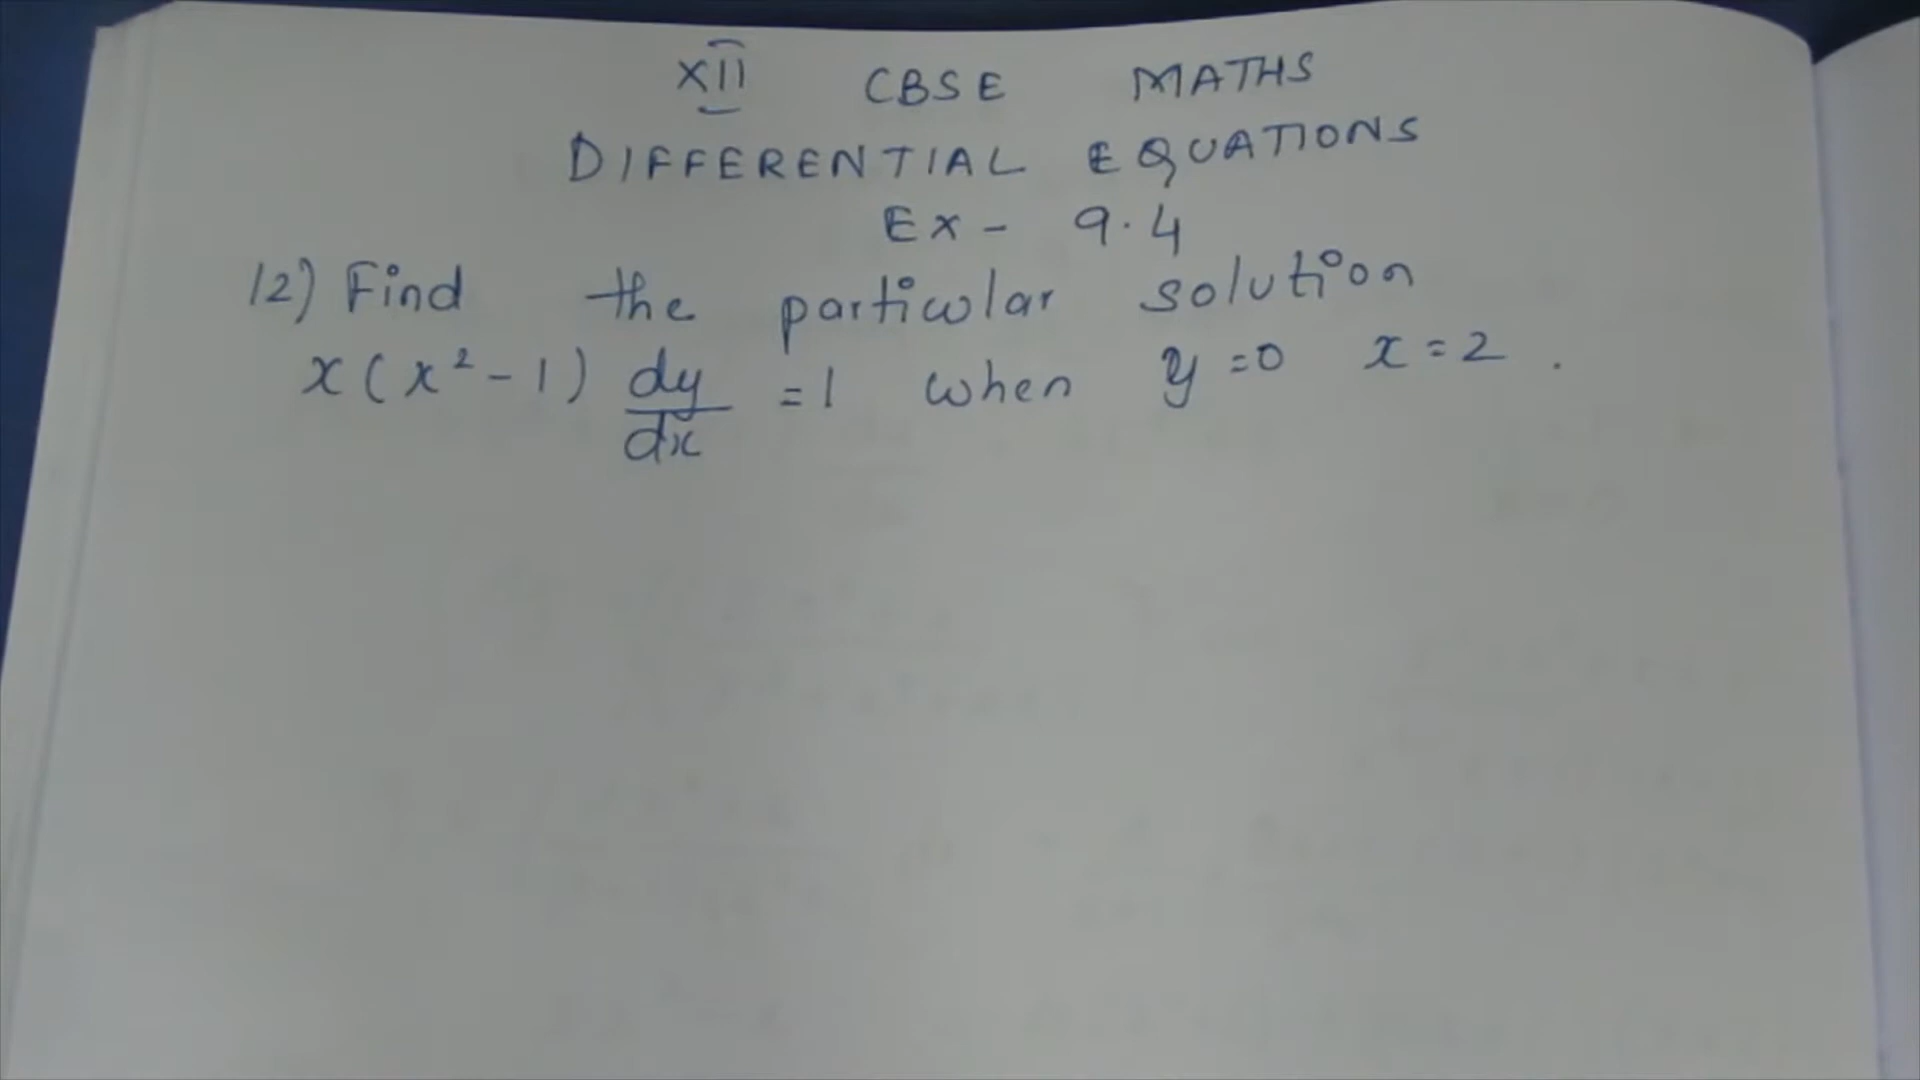 XII CBSE MATHS
DIFFERENTIAL EQUATIONS
Ex - 9.4
12) Find the particular solution
x(x²-1) dy/dx =1 when y=0 x=2 .